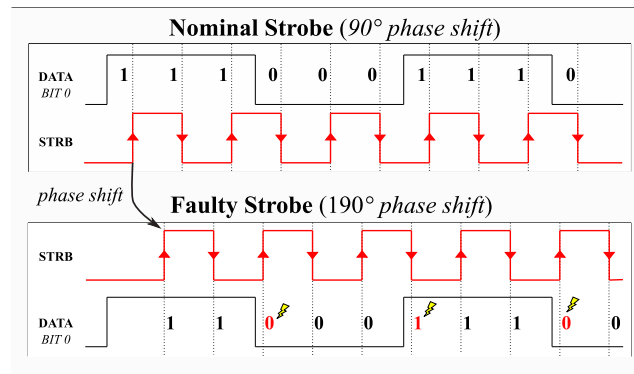 Nominal Strobe (90° phase shift)
DATA 1 1 1 0 0 0 1 1 1 0
BIT 0
STRB
phase shift
Faulty Strobe (190° phase shift)
STRB
DATA 1 1 0 0 0 1 1 1 0 0
BIT 0